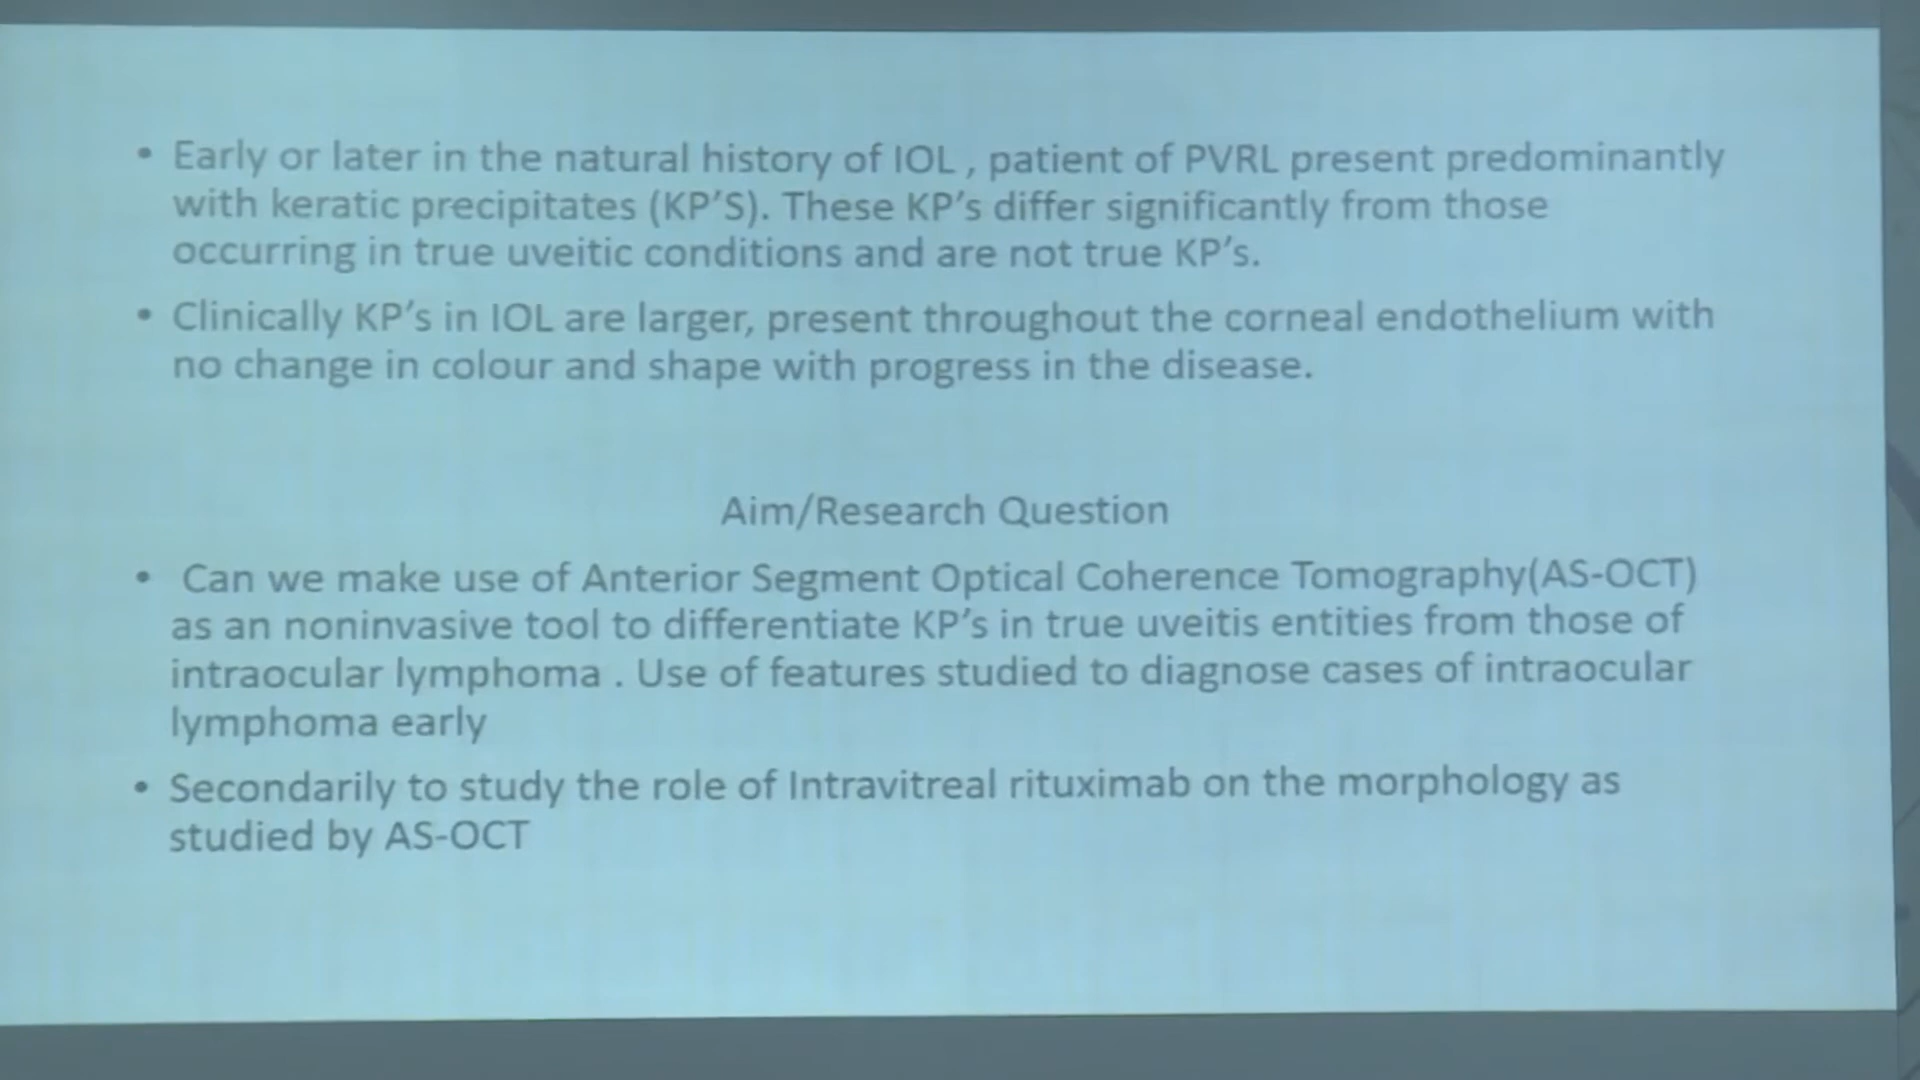 • Early or later in the natural history of IOL , patient of PVRL present predominantly
with keratic precipitates (KP’S). These KP’s differ significantly from those
occurring in true uveitic conditions and are not true KP’s.
• Clinically KP’s in IOL are larger, present throughout the corneal endothelium with
no change in colour and shape with progress in the disease.
Aim/Research Question
• Can we make use of Anterior Segment Optical Coherence Tomography(AS-OCT)
as an noninvasive tool to differentiate KP’s in true uveitis entities from those of
intraocular lymphoma . Use of features studied to diagnose cases of intraocular
lymphoma early
• Secondarily to study the role of Intravitreal rituximab on the morphology as
studied by AS-OCT